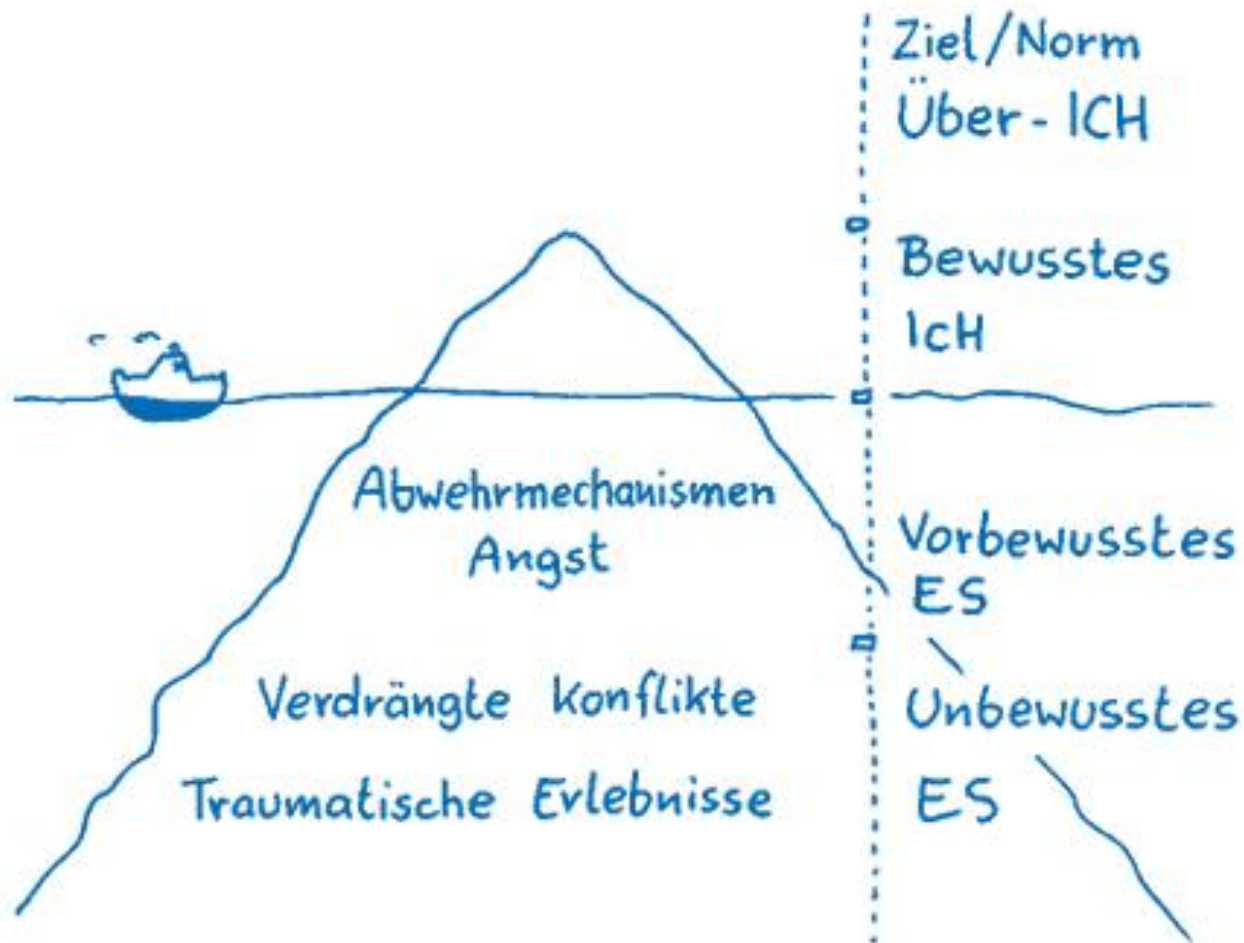 Ziel/Norm
Über-ICH
Bewusstes
IcH
Abwehrmechanismen
Angst
Vorbewusstes
ES
Verdrängte Konflikte
Unbewusstes
Traumatische Erlebnisse
ES